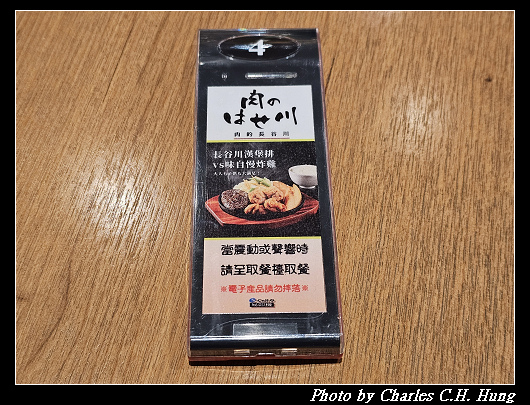 4
肉の
はせ川
肉的長谷川
長谷川漢堡排
vs味自慢炸雞
當震動或聲響時
請至取餐檯取餐
※電子產品請勿摔落※
Photo by Charles C.H. Hung